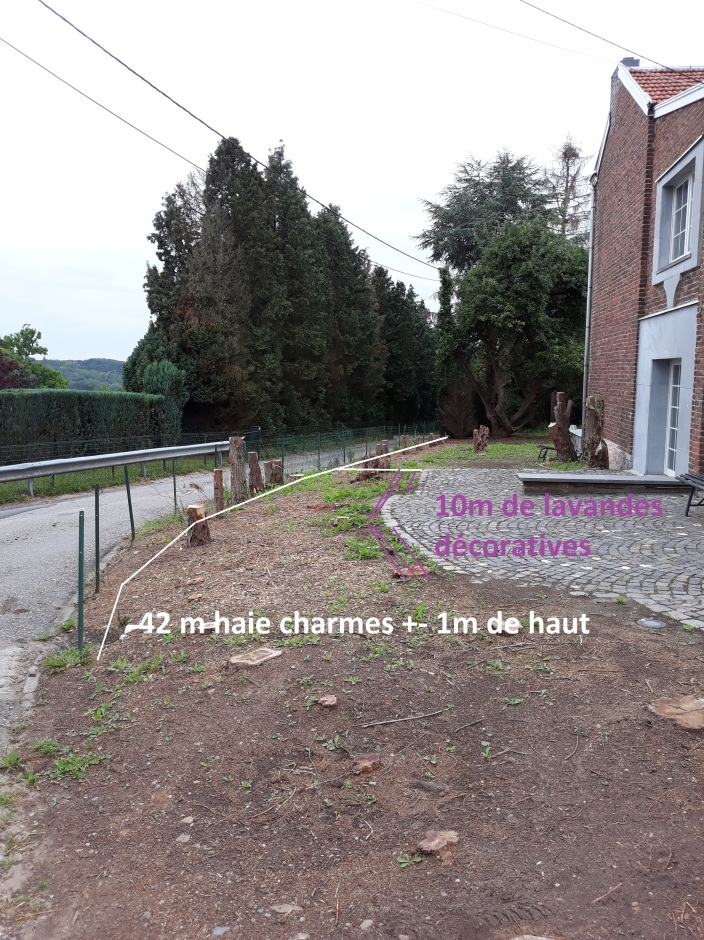 10m de lavandes
décoratives
42 m haie charmes +- 1m de haut